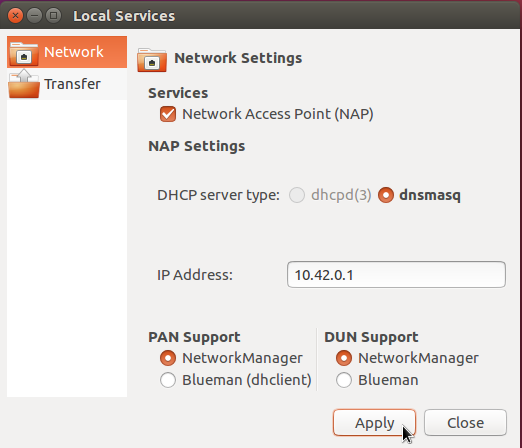 Local Services
Network
Transfer
Network Settings
Services
Network Access Point (NAP)
NAP Settings
DHCP server type: dhcpd(3) dnsmasq
IP Address: 10.42.0.1
PAN Support
NetworkManager
Blueman (dhclient)
DUN Support
NetworkManager
Blueman
Apply Close